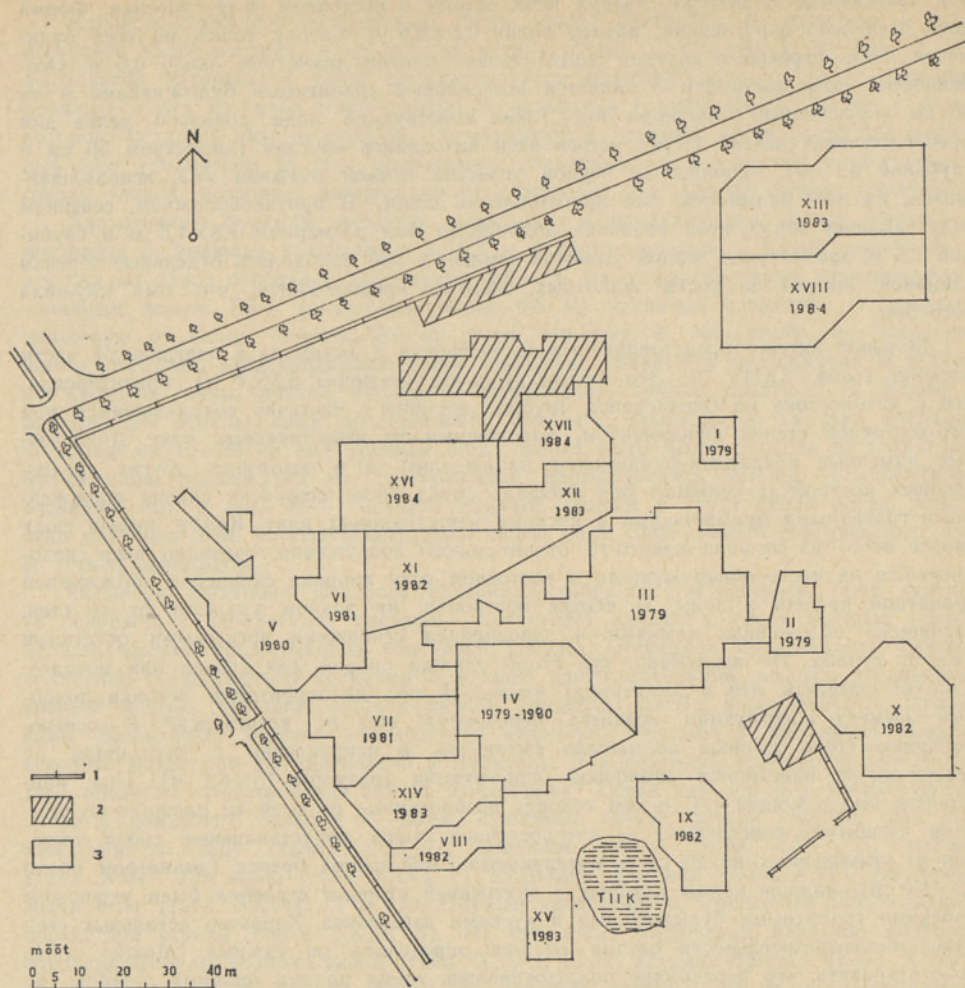 N
XIII
1983
XVIII
1984
I
1979
XVII
1984
XVI
1984
XII
1983
XI
1982
VI
1981
V
1980
III
1979
II
1979
X
1982
IV
1979-1980
VII
1981
XIV
1983
VIII
1982
IX
1982
TIIK
XV
1983
1
2
3
mõõt
0 5 10 20 30 40 m